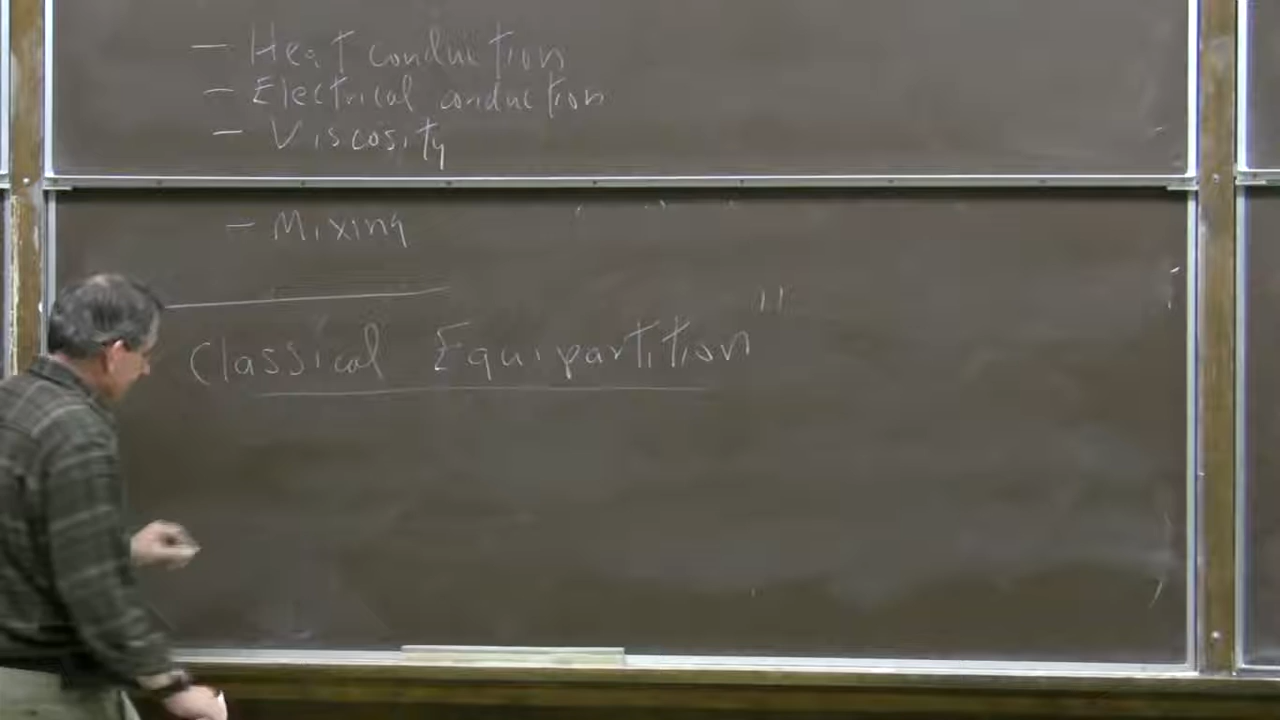 – Heat conduction
– Electrical conduction
– Viscosity
– Mixing
Classical Equipartition"